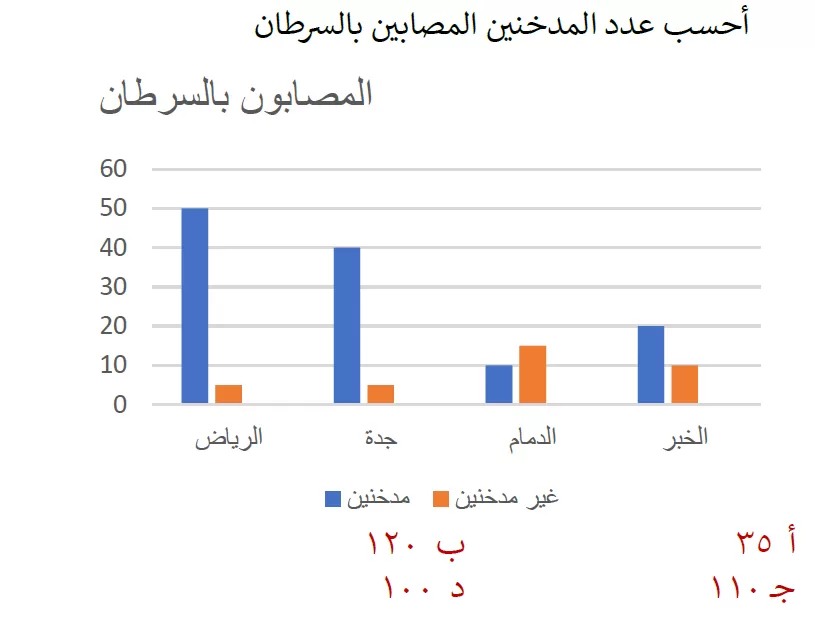 أحسب عدد المدخنين المصابين بالسرطان
المصابون بالسرطان
60
50
40
30
20
10
0
الرياض جدة الدمام الخبر
مدخنين غير مدخنين
أ ٣٥ ب ١٢٠
جـ ١١٠ د ١٠٠